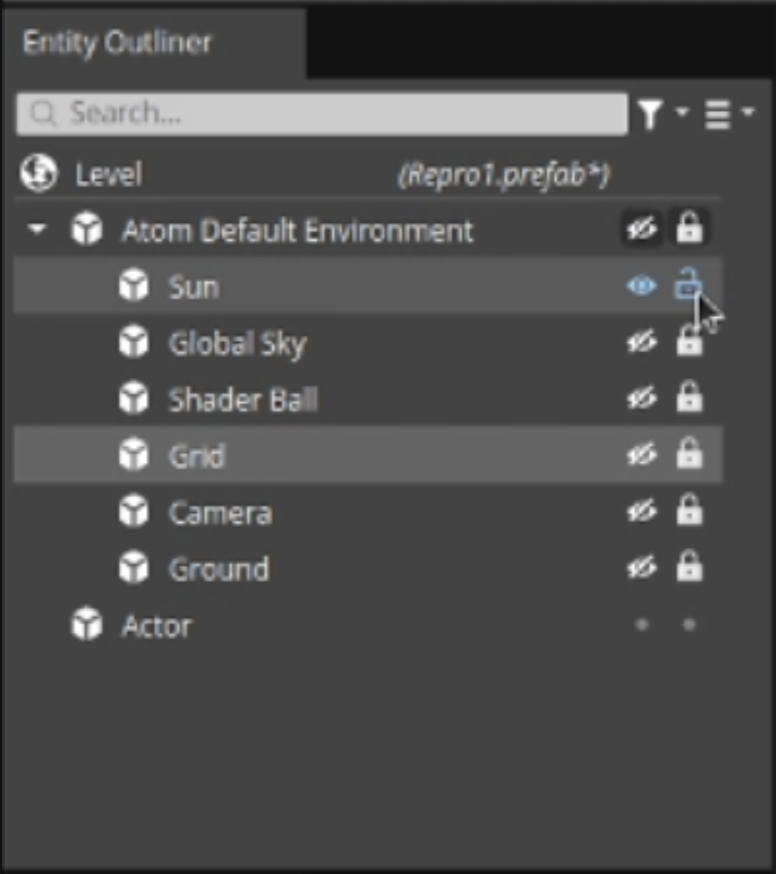 Entity Outliner
Search...
Level (Repro1.prefab*)
Atom Default Environment
Sun
Global Sky
Shader Ball
Grid
Camera
Ground
Actor